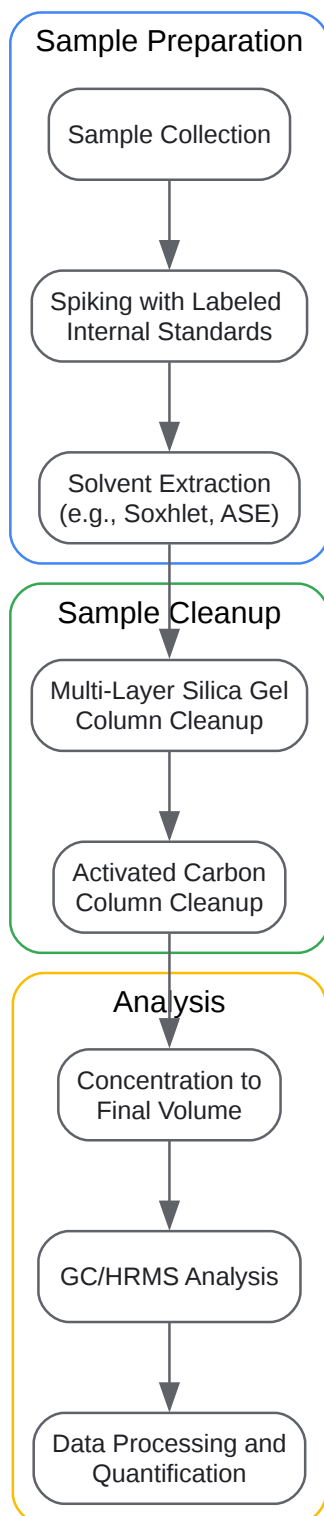 Sample Preparation
Sample Collection
Spiking with Labeled
Internal Standards
Solvent Extraction
(e.g., Soxhlet, ASE)
Sample Cleanup
Multi-Layer Silica Gel
Column Cleanup
Activated Carbon
Column Cleanup
Analysis
Concentration to
Final Volume
GC/HRMS Analysis
Data Processing and
Quantification